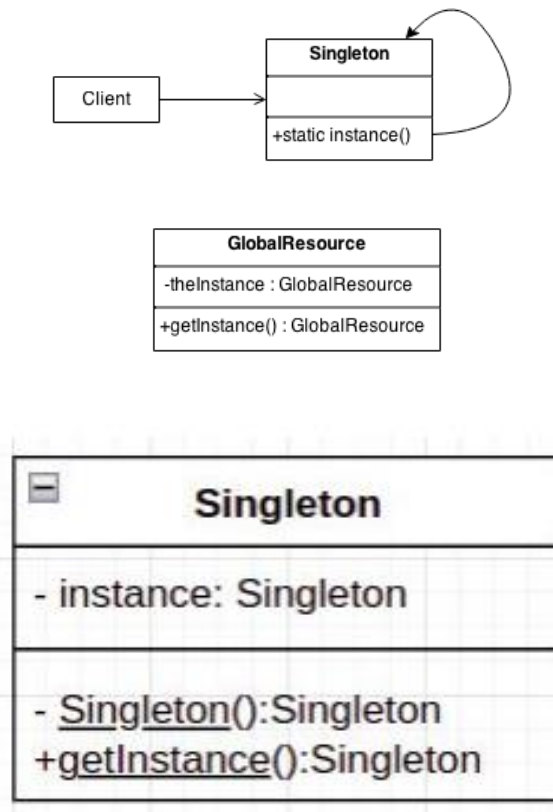 Singleton
Client
+static instance()
GlobalResource
-theInstance : GlobalResource
+getInstance() : GlobalResource
Singleton
- instance: Singleton
- Singleton():Singleton
+getInstance():Singleton